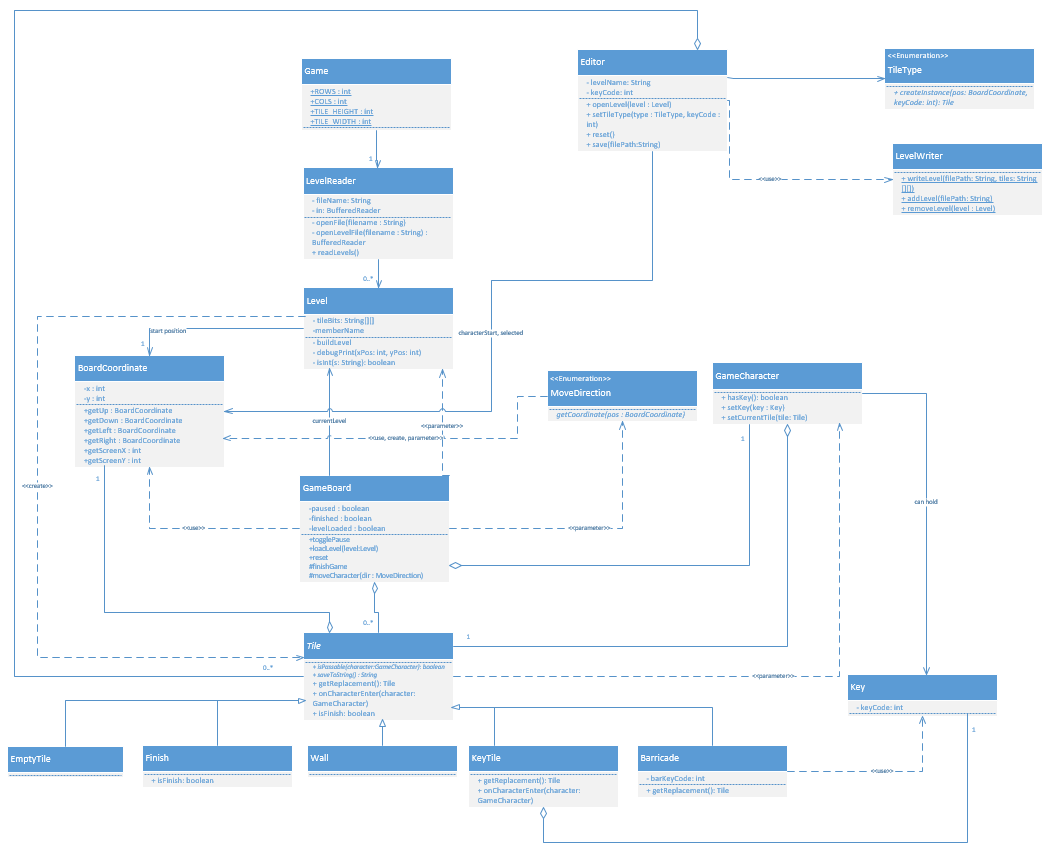 Game
+ROWS : int
+COLS : int
+TILE_HEIGHT : int
+TILE_WIDTH : int
Editor
- levelName: String
- keyCode: int
+ openLevel(level : Level)
+ setTileType(type : TileType, keyCode :
int)
+ reset()
+ save(filePath:String)
<<Enumeration>>
TileType
+ createInstance(pos: BoardCoordinate,
keyCode: int): Tile
LevelWriter
+ writeLevel(filePath: String, tiles: String
[][])
+ addLevel(filePath: String)
+ removeLevel(level : Level)
<<use>>
1
LevelReader
- fileName: String
- in: BufferedReader
- openFile(filename : String)
- openLevelFile(filename : String) :
BufferedReader
+ readLevels()
0..*
Level
- tileBits: String[][]
-memberName
- buildLevel
- debugPrint(xPos: int, yPos: int)
- isInt(s: String): boolean
start position
1
characterStart, selected
BoardCoordinate
-x : int
-y : int
+getUp : BoardCoordinate
+getDown : BoardCoordinate
+getLeft : BoardCoordinate
+getRight : BoardCoordinate
+getScreenX : int
+getScreenY : int
1
<<Enumeration>>
MoveDirection
getCoordinate(pos : BoardCoordinate)
GameCharacter
+ hasKey(): boolean
+ setKey(key : Key)
+ setCurrentTile(tile: Tile)
1
currentLevel
<<parameter>>
<<use, create, parameter>>
<<create>>
GameBoard
-paused : boolean
-finished : boolean
-levelLoaded : boolean
+togglePause
+loadLevel(level:Level)
+reset
#finishGame
#moveCharacter(dir : MoveDirection)
<<use>>
<<parameter>>
can hold
0..*
Tile
+ isPassable(character:GameCharacter): boolean
+ saveToString() : String
+ getReplacement(): Tile
+ onCharacterEnter(character:
GameCharacter)
+ isFinish: boolean
1
0..*
<<parameter>>
Key
- keyCode: int
1
EmptyTile
Finish
+ isFinish: boolean
Wall
KeyTile
+ getReplacement(): Tile
+ onCharacterEnter(character:
GameCharacter)
Barricade
- barKeyCode: int
+ getReplacement(): Tile
<<use>>